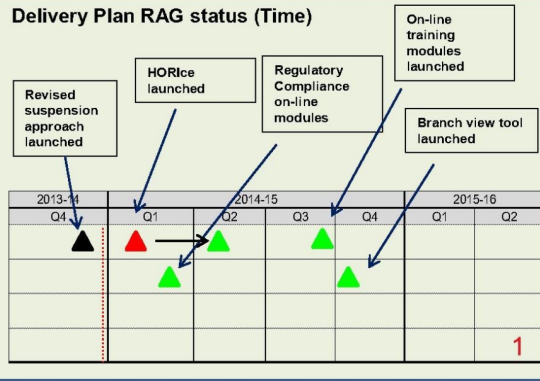 Delivery Plan RAG status (Time)
On-line
training
modules
launched
HORIce
launched
Regulatory
Compliance
on-line
modules
Revised
suspension
approach
launched
Branch view tool
launched
2013-14 2014-15 2015-16
Q4 Q1 Q2 Q3 Q4 Q1 Q2
1